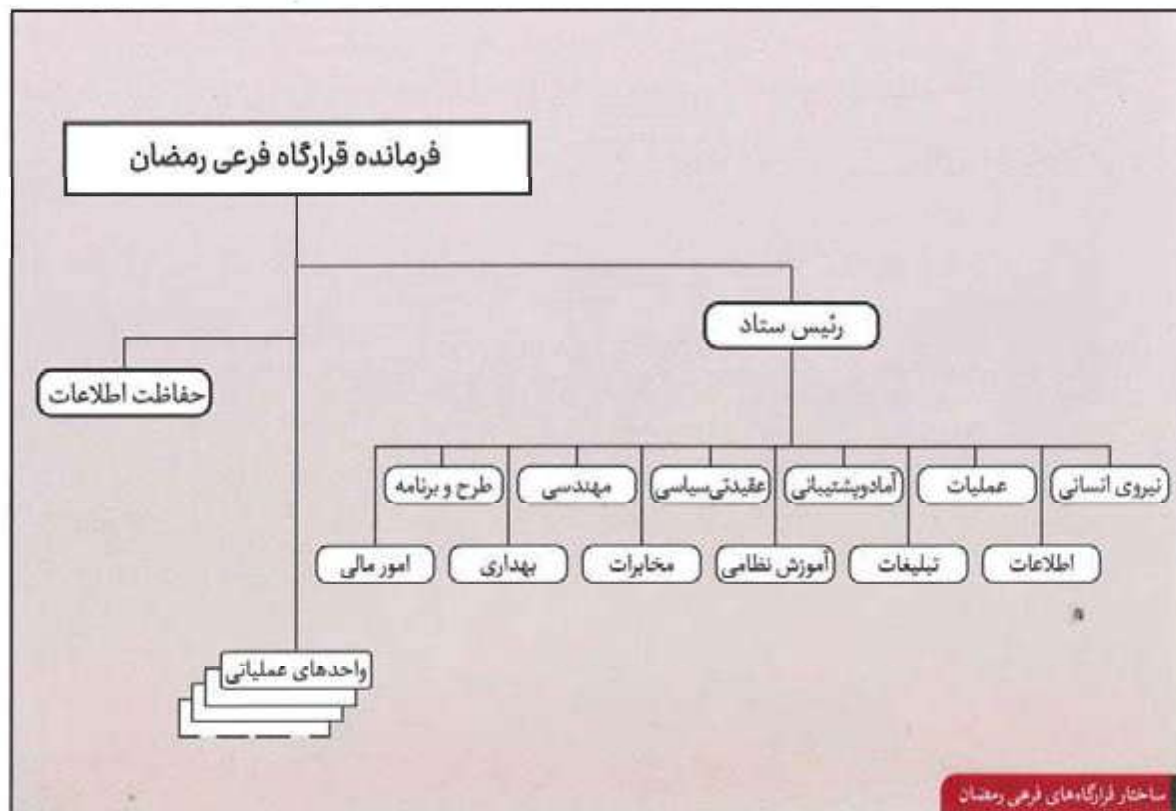 فرمانده قرارگاه فرعی رمضان
رئیس ستاد
حفاظت اطلاعات
نیروی انسانی
عملیات
آمادوپشتیبانی
عقیدتی‌سیاسی
مهندسی
طرح و برنامه
اطلاعات
تبلیغات
آموزش نظامی
مخابرات
بهداری
امور مالی
واحدهای عملیاتی
ساختار قرارگاه‌های فرعی رمضان